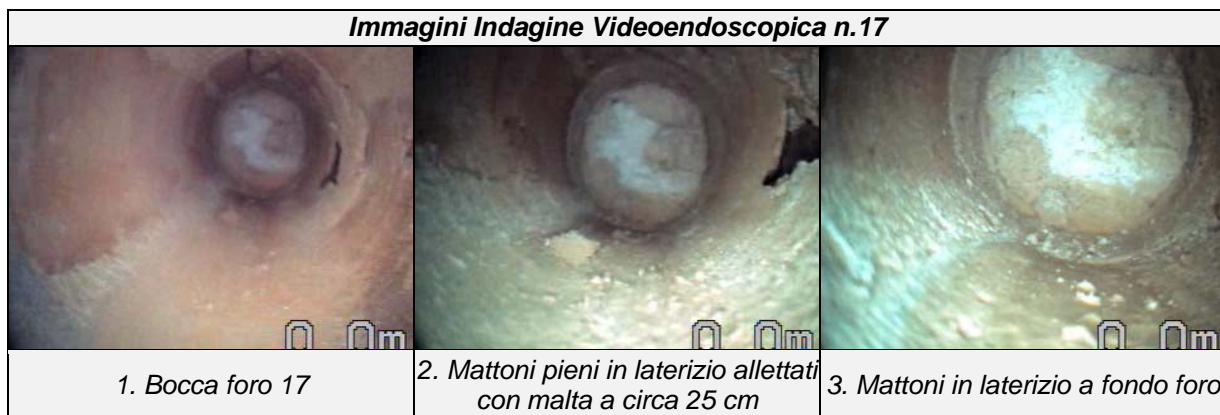 Immagini Indagine Videoendoscopica n.17
0 0m
0 0m
0 0m
1. Bocca foro 17
2. Mattoni pieni in laterizio allettati
con malta a circa 25 cm
3. Mattoni in laterizio a fondo foro